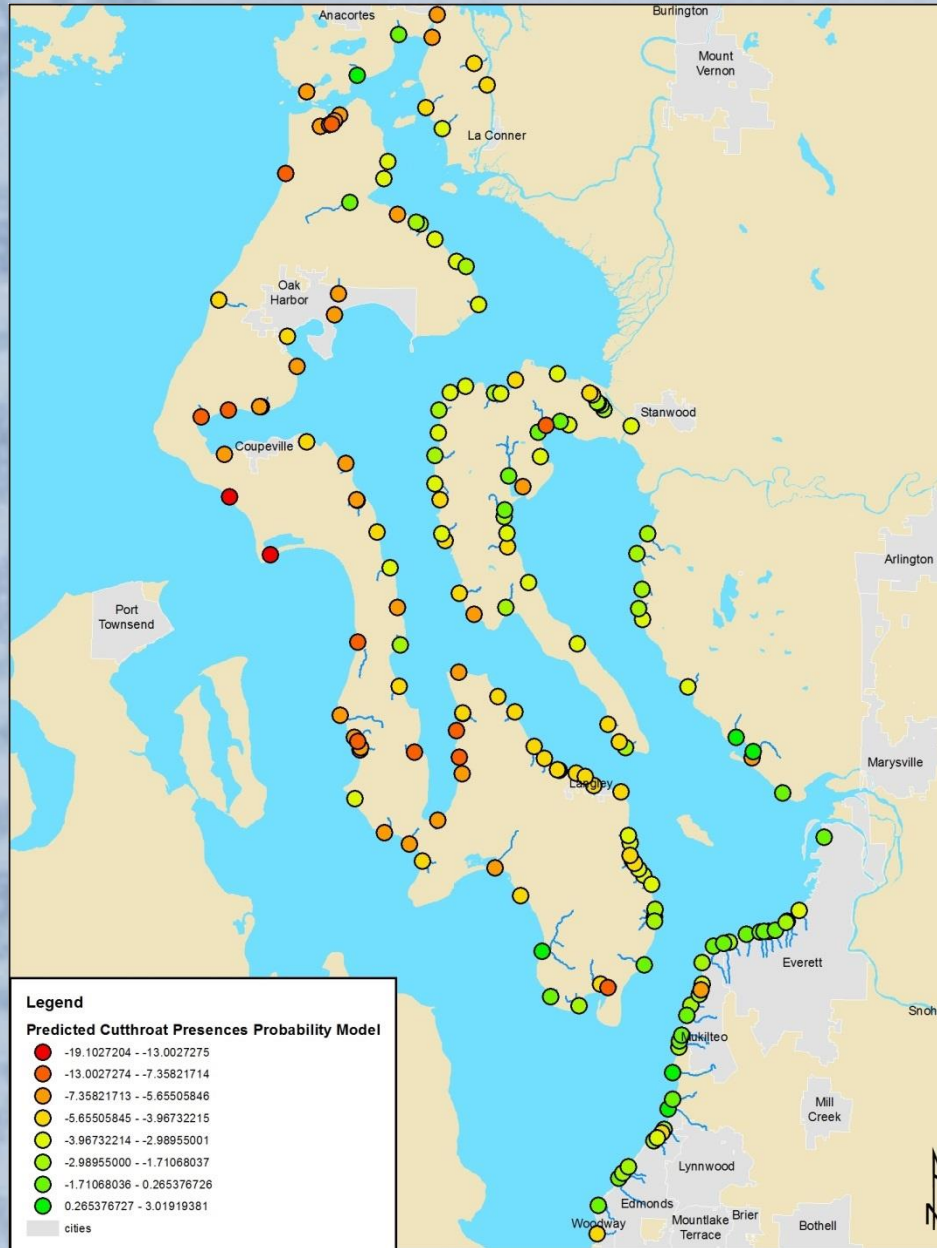 Anacortes
Burlington
Mount
Vernon
La Conner
Oak
Harbor
Stanwood
Coupeville
Arlington
Port
Townsend
Marysville
Langley
Everett
Mukilteo
Mill
Creek
Lynnwood
Edmonds
Woodway
Mountlake
Terrace
Brier
Bothell
Snoh
N
Legend
Predicted Cutthroat Presences Probability Model
-19.1027204 - -13.0027275
-13.0027274 - -7.35821714
-7.35821713 - -5.65505846
-5.65505845 - -3.96732215
-3.96732214 - -2.98955001
-2.98955000 - -1.71068037
-1.71068036 - 0.265376726
0.265376727 - 3.01919381
cities